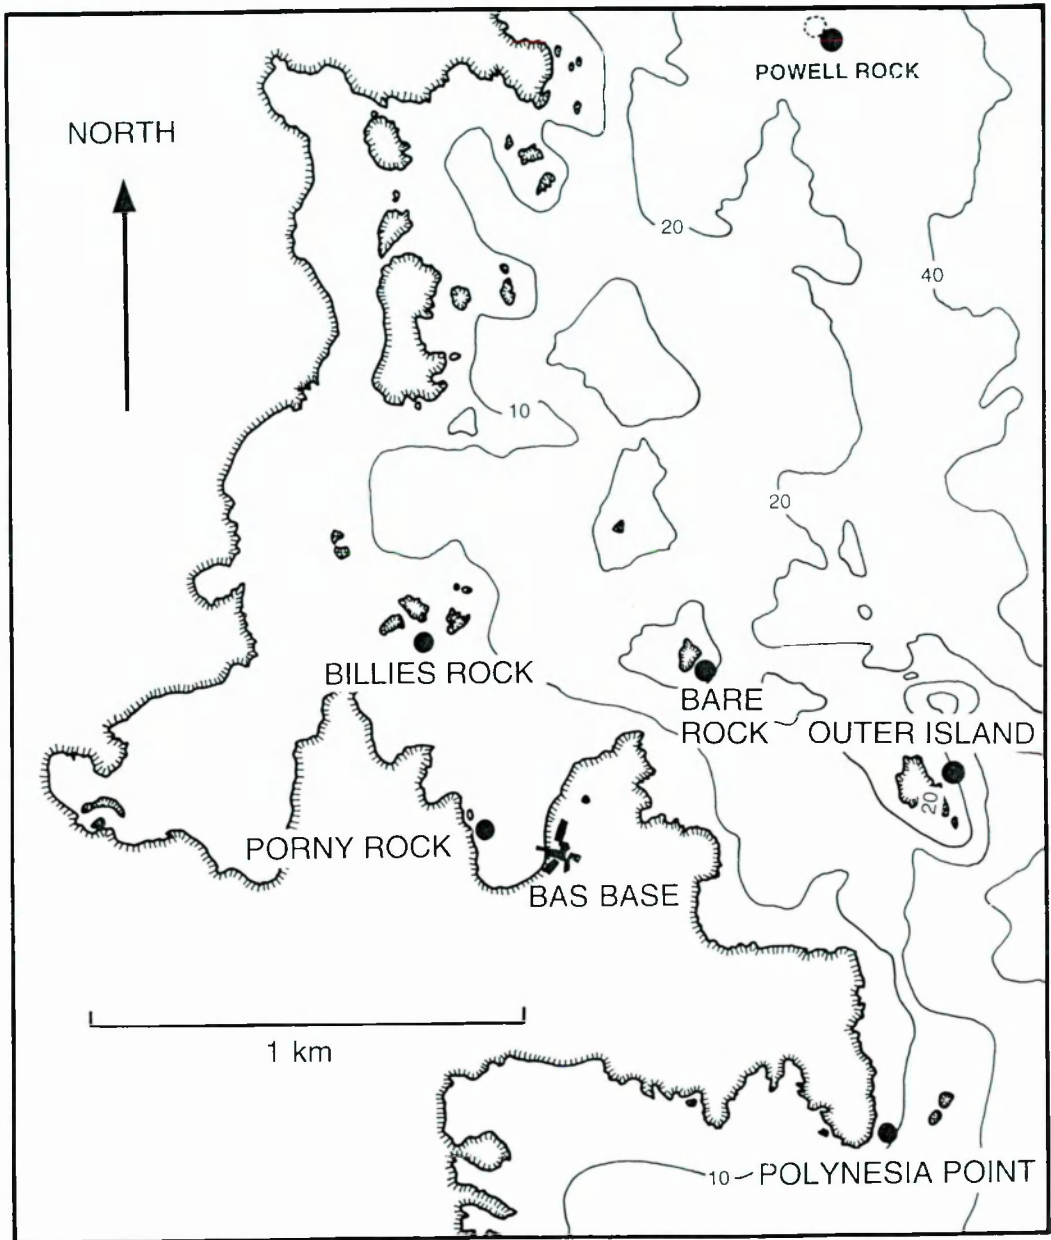 POWELL ROCK
NORTH
20
40
10
20
BILLIES ROCK
BARE
ROCK
OUTER ISLAND
20
PORNY ROCK
BAS BASE
1 km
10
POLYNESIA POINT